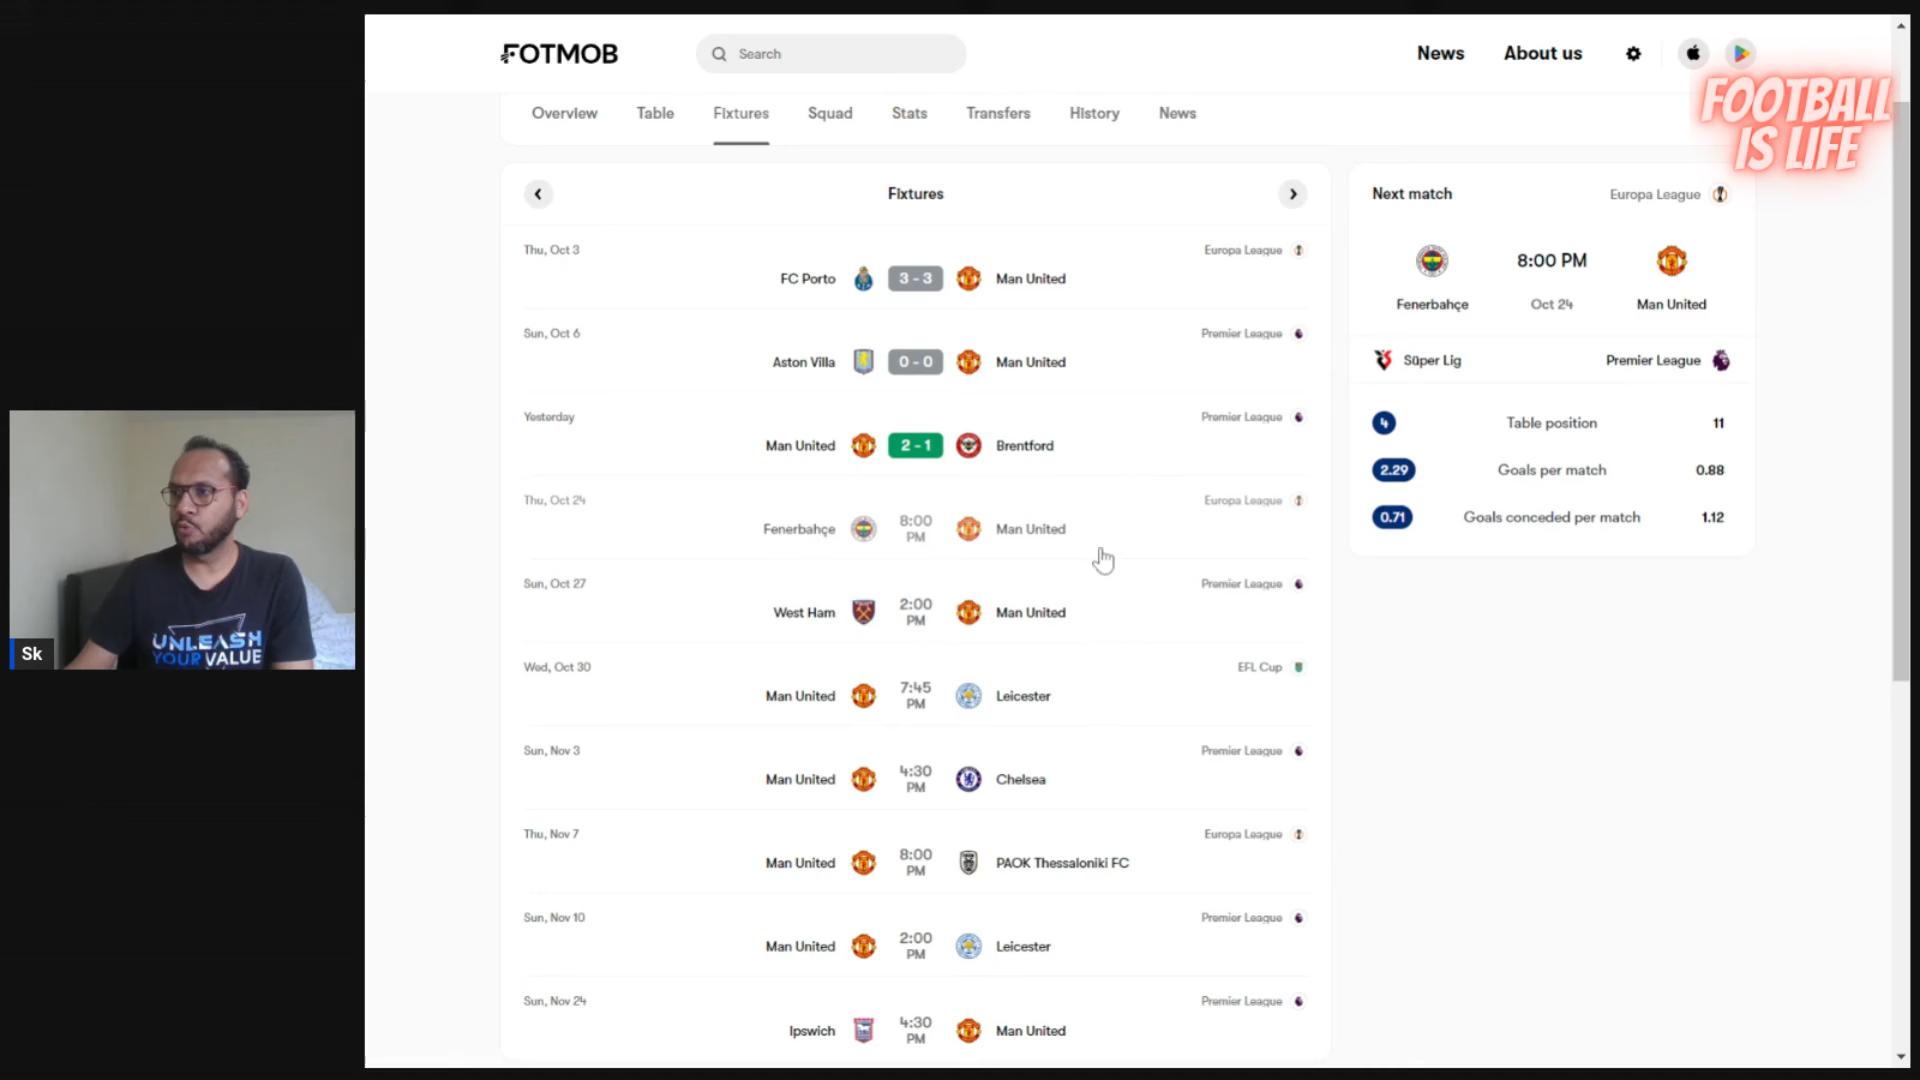 FOTMOB
Search
News
About us
FOOTBALL
IS LIFE
Overview
Table
Fixtures
Squad
Stats
Transfers
History
News
Fixtures
Thu, Oct 3
Europa League
FC Porto
3 - 3
Man United
Sun, Oct 6
Premier League
Aston Villa
0 - 0
Man United
Yesterday
Premier League
Man United
2 - 1
Brentford
Thu, Oct 24
Europa League
Fenerbahçe
8:00
PM
Man United
Sun, Oct 27
Premier League
West Ham
2:00
PM
Man United
Wed, Oct 30
EFL Cup
Man United
7:45
PM
Leicester
Sun, Nov 3
Premier League
Man United
4:30
PM
Chelsea
Thu, Nov 7
Europa League
Man United
8:00
PM
PAOK Thessaloniki FC
Sun, Nov 10
Premier League
Man United
2:00
PM
Leicester
Sun, Nov 24
Premier League
Ipswich
4:30
PM
Man United
Next match
Europa League
8:00 PM
Fenerbahçe
Oct 24
Man United
Süper Lig
Premier League
4
Table position
11
2.29
Goals per match
0.88
0.71
Goals conceded per match
1.12
UNLEASH
YOUR VALUE
Sk